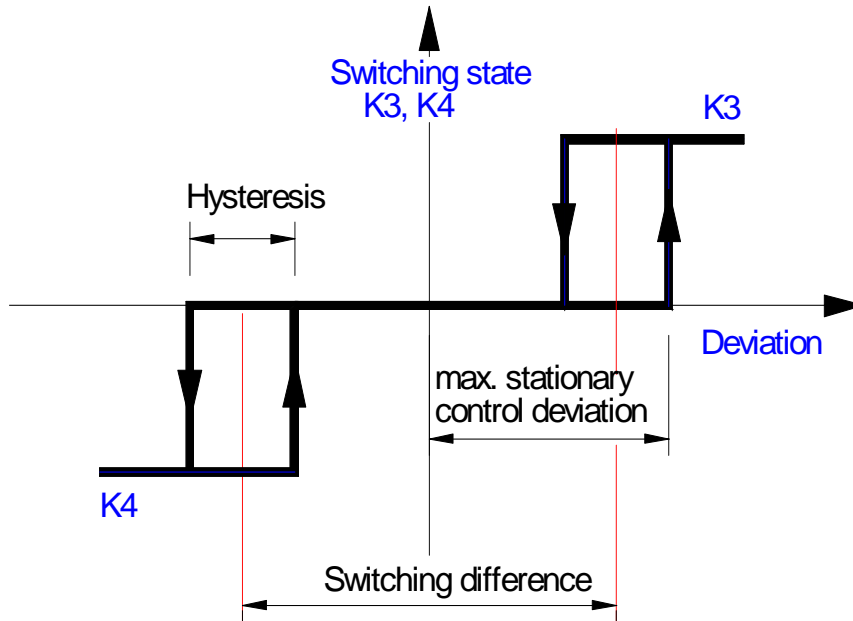 Switching state
K3, K4
K3
Hysteresis
Deviation
max. stationary
control deviation
K4
Switching difference